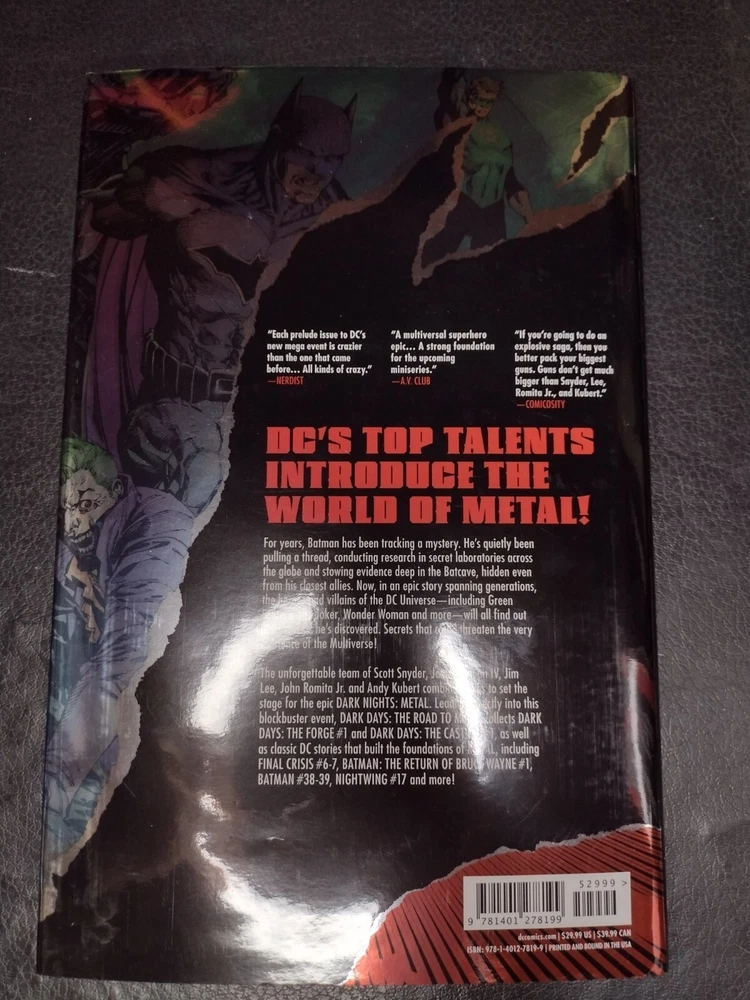 "Each prelude issue to DC's
new mega event is crazier
than the one that came
before... All kinds of crazy."
—NERDIST
"A multiversal superhero
epic... A strong foundation
for the upcoming
miniseries."
—A.V. CLUB
"If you're going to do an
explosive saga, then you
better pack your biggest
guns. Guns don't get much
bigger than Snyder, Lee,
Romita Jr., and Kubert."
—COMICOSITY
DC'S TOP TALENTS
INTRODUCE THE
WORLD OF METAL!
For years, Batman has been tracking a mystery. He's quietly been
pulling a thread, conducting research in secret laboratories across
the globe and stowing evidence deep in the Batcave, hidden even
from his closest allies. Now, in an epic story spanning generations,
the and villains of the DC Universe—including Green
Joker, Wonder Woman and more—will all find out
he's discovered. Secrets that threaten the very
of the Multiverse!
The unforgettable team of Scott Snyder, IV, Jim
Lee, John Romita Jr. and Andy Kubert to set the
stage for the epic DARK NIGHTS: METAL. into this
blockbuster event, DARK DAYS: THE ROAD TO collects DARK
DAYS: THE FORGE #1 and DARK DAYS: THE as well
as classic DC stories that built the foundations of including
FINAL CRISIS #6-7, BATMAN: THE RETURN OF BRUCE WAYNE #1,
BATMAN #38-39, NIGHTWING #17 and more!
52999 >
9 781401 278199
dccomics.com | $29.99 US | $39.99 CAN
ISBN: 978-1-4012-7819-9 | PRINTED AND BOUND IN THE USA